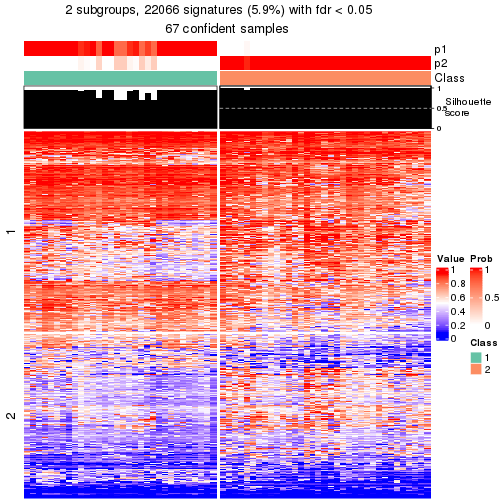 2 subgroups, 22066 signatures (5.9%) with fdr < 0.05
67 confident samples
p1
p2
Class
1
0.5
0
Silhouette
score
1
2
Value
1
0.8
0.6
0.4
0.2
0
Prob
1
0.5
0
Class
1
2